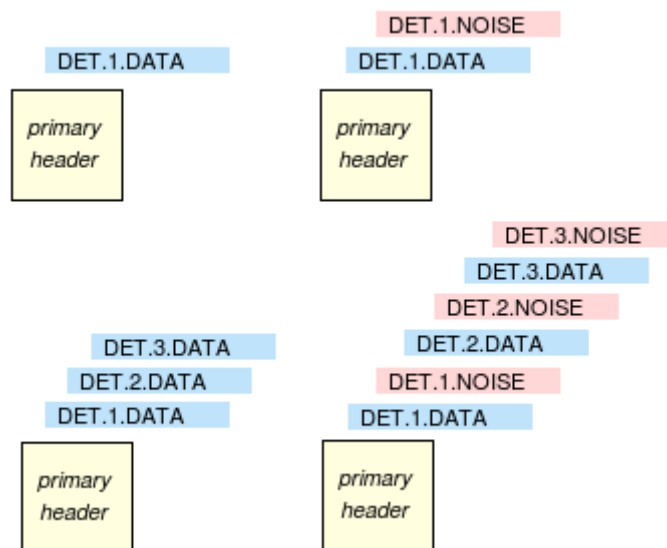 DET.1.DATA
primary
header
DET.1.NOISE
DET.1.DATA
primary
header
DET.3.DATA
DET.2.DATA
DET.1.DATA
primary
header
DET.3.NOISE
DET.3.DATA
DET.2.NOISE
DET.2.DATA
DET.1.NOISE
DET.1.DATA
primary
header